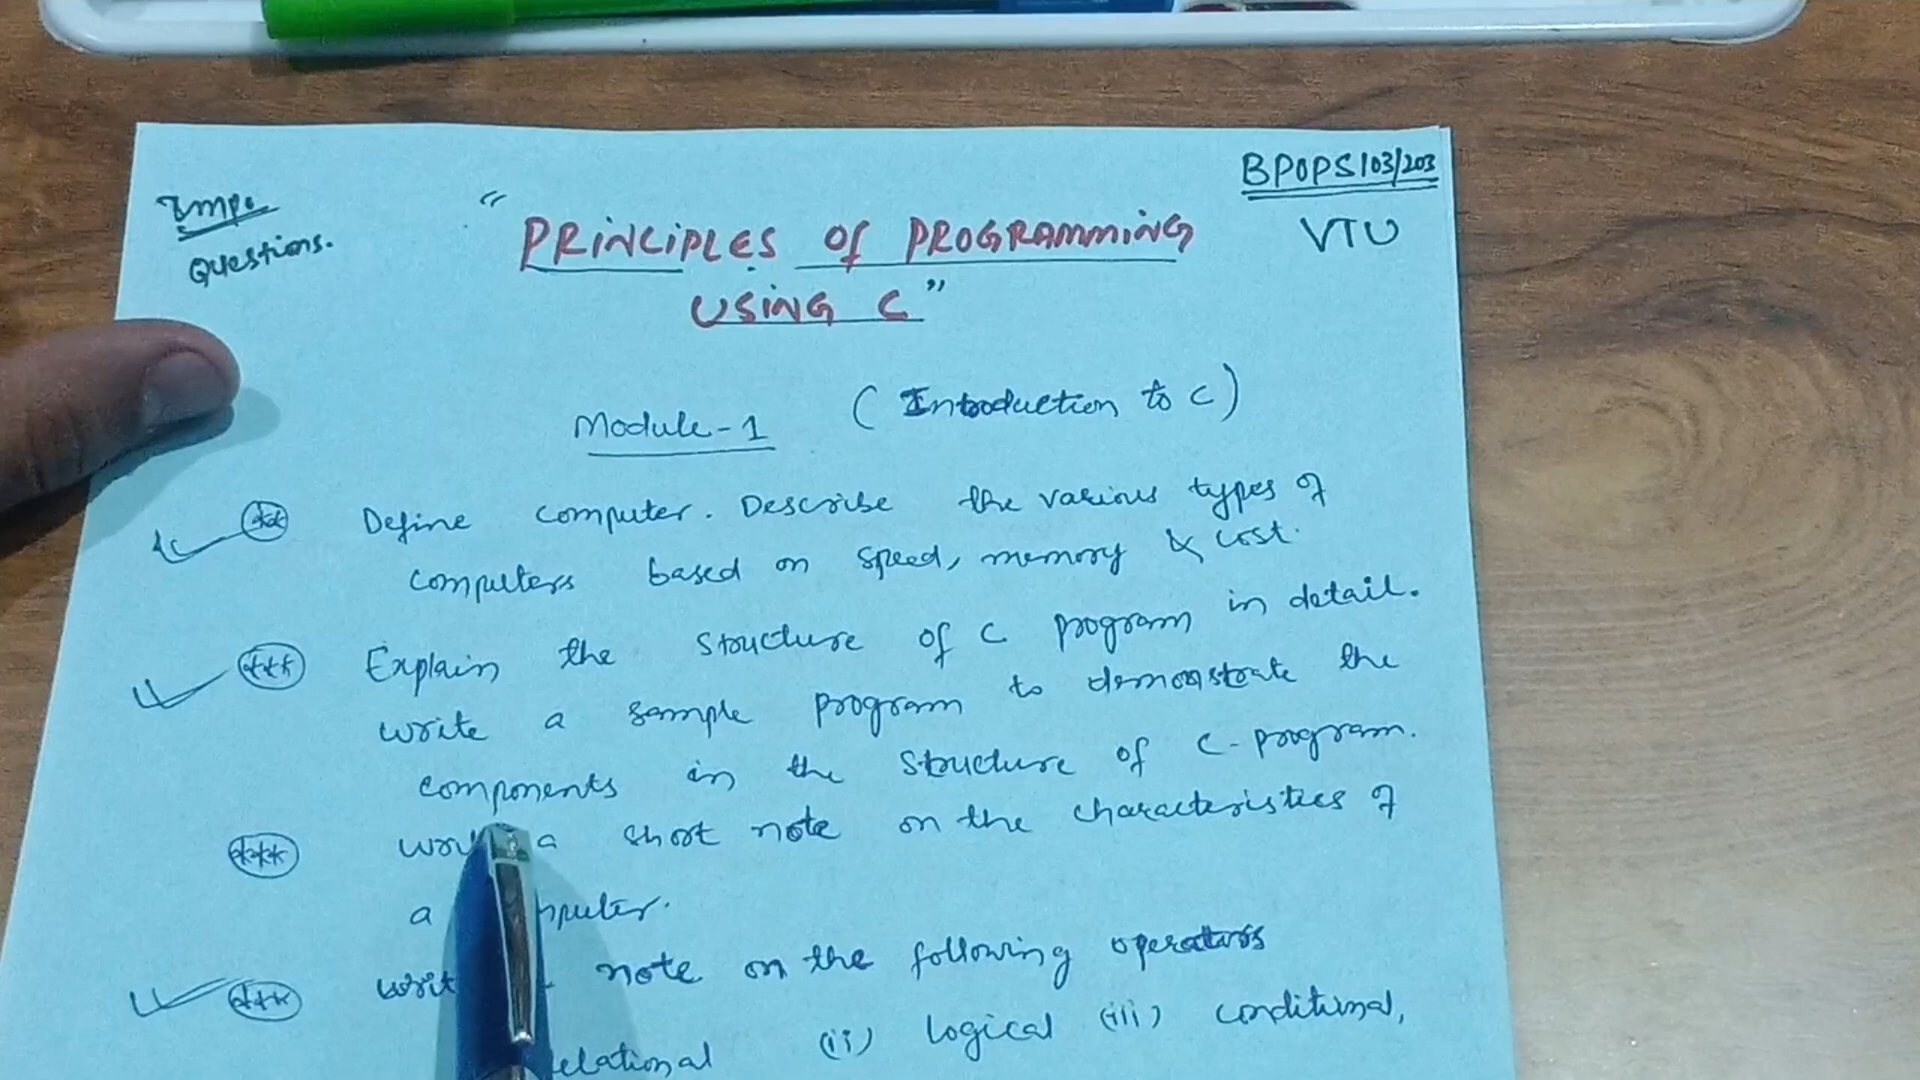 Imp.
Questions.
BPOPS103/203
VTU
"PRINCIPLES OF PROGRAMMING
USING C"
Module-1 (Introduction to C)
** Define computer. Describe the various types of
computers based on speed, memory & cost.
*** Explain the structure of C program in detail.
write a sample program to demonstrate the
components in the structure of C-program.
*** a short note on the characteristics of
a
*** note on the following operators
(ii) logical (iii) conditional,